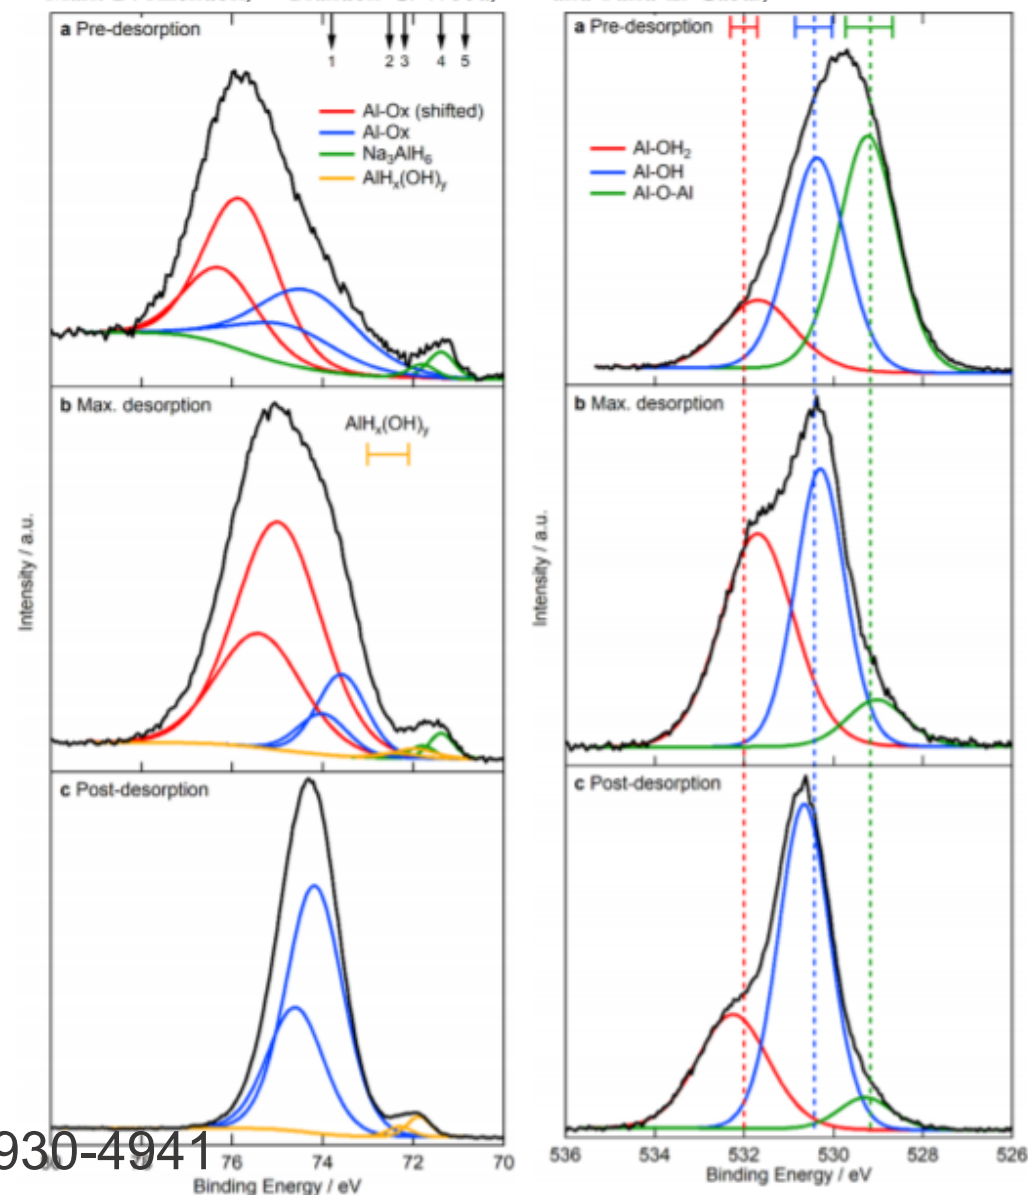 a Pre-desorption
1 2 3 4 5
Al-Ox (shifted)
Al-Ox
Na₃AlH₆
AlHₓ(OH)ᵧ
b Max. desorption
AlHₓ(OH)ᵧ
c Post-desorption
Intensity / a.u.
76 74 72 70
Binding Energy / eV
930-4941
a Pre-desorption
Al-OH₂
Al-OH
Al-O-Al
b Max. desorption
c Post-desorption
Intensity / a.u.
536 534 532 530 528 526
Binding Energy / eV